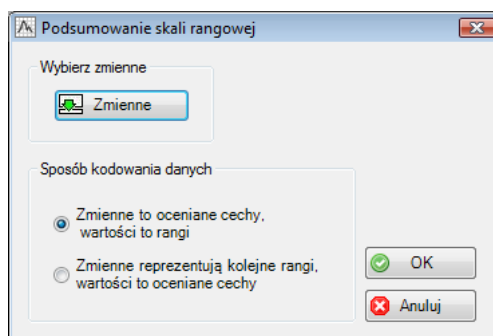 Podsumowanie skali rangowej
Wybierz zmienne
Zmienne
Sposób kodowania danych
Zmienne to oceniane cechy,
wartości to rangi
Zmienne reprezentują kolejne rangi,
wartości to oceniane cechy
OK
Anuluj